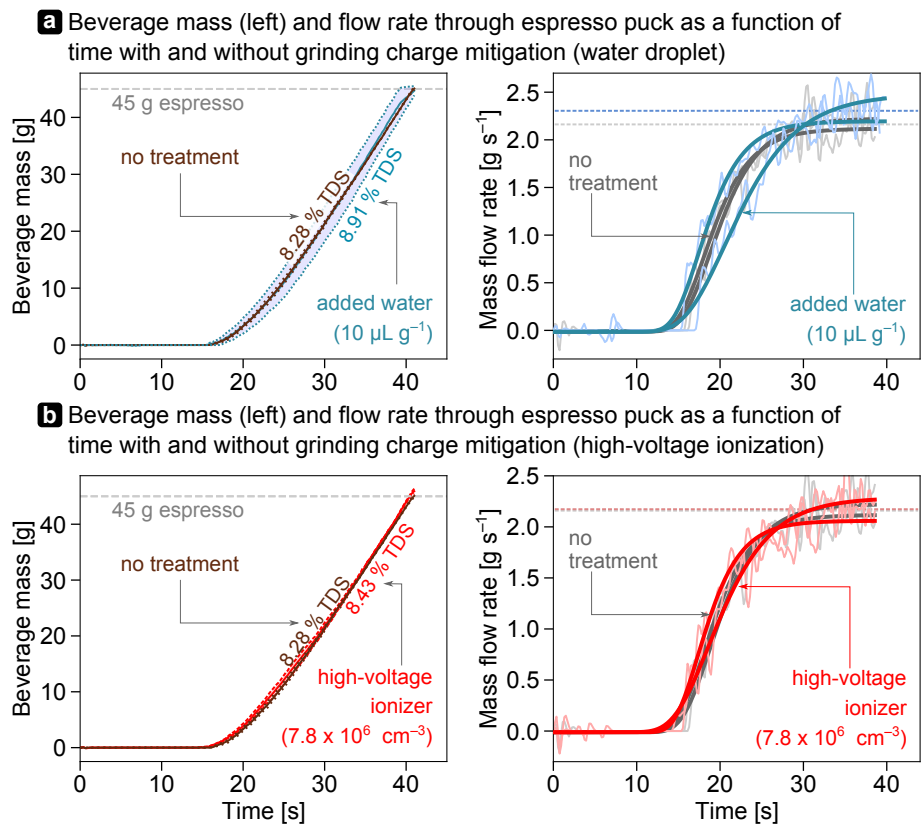 a Beverage mass (left) and flow rate through espresso puck as a function of
time with and without grinding charge mitigation (water droplet)
Beverage mass [g]
40
30
20
10
0
45 g espresso
no treatment
8.28 % TDS
8.91 % TDS
added water
(10 µL g⁻¹)
0 10 20 30 40
Mass flow rate [g s⁻¹]
2.5
2.0
1.5
1.0
0.0
no
treatment
added water
(10 µL g⁻¹)
0 10 20 30 40
b Beverage mass (left) and flow rate through espresso puck as a function of
time with and without grinding charge mitigation (high-voltage ionization)
Beverage mass [g]
40
30
20
10
0
45 g espresso
no treatment
8.28 % TDS
8.43 % TDS
high-voltage
ionizer
(7.8 x 10⁶ cm⁻³)
0 10 20 30 40
Time [s]
Mass flow rate [g s⁻¹]
2.5
2.0
1.5
1.0
0.0
no
treatment
high-voltage
ionizer
(7.8 x 10⁶ cm⁻³)
0 10 20 30 40
Time [s]